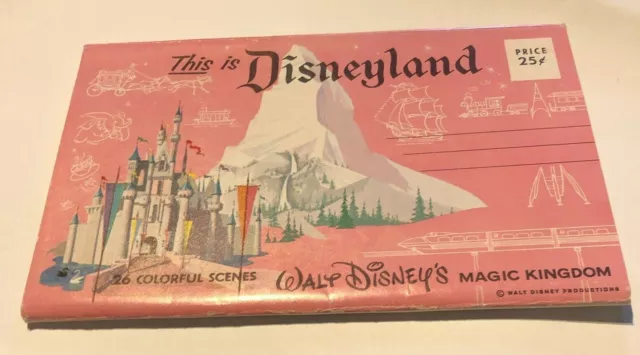 This is Disneyland
PRICE
25¢
26 COLORFUL SCENES
WALT DISNEY'S MAGIC KINGDOM
© WALT DISNEY PRODUCTIONS